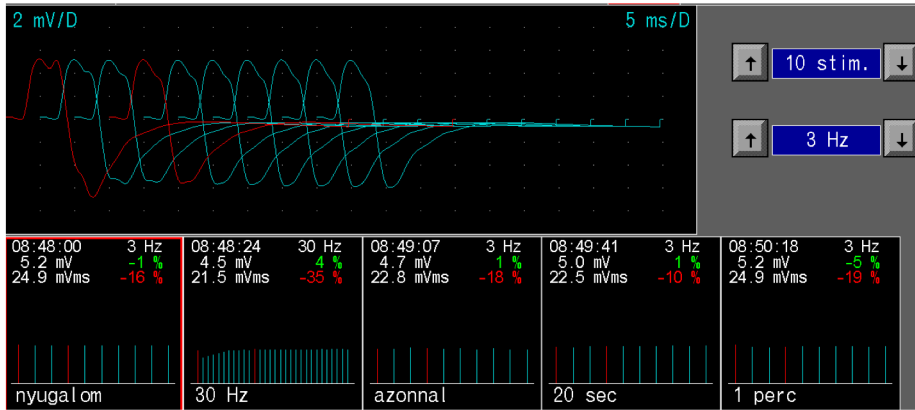 2 mV/D 5 ms/D
↑ 10 stim. ↓
↑ 3 Hz ↓
08:48:00 3 Hz
5.2 mV -1 %
24.9 mVms -16 %
nyugalom
08:48:24 30 Hz
4.5 mV 4 %
21.5 mVms -35 %
30 Hz
08:49:07 3 Hz
4.7 mV 1 %
22.8 mVms -18 %
azonnal
08:49:41 3 Hz
5.0 mV 1 %
22.5 mVms -10 %
20 sec
08:50:18 3 Hz
5.2 mV -5 %
24.9 mVms -19 %
1 perc